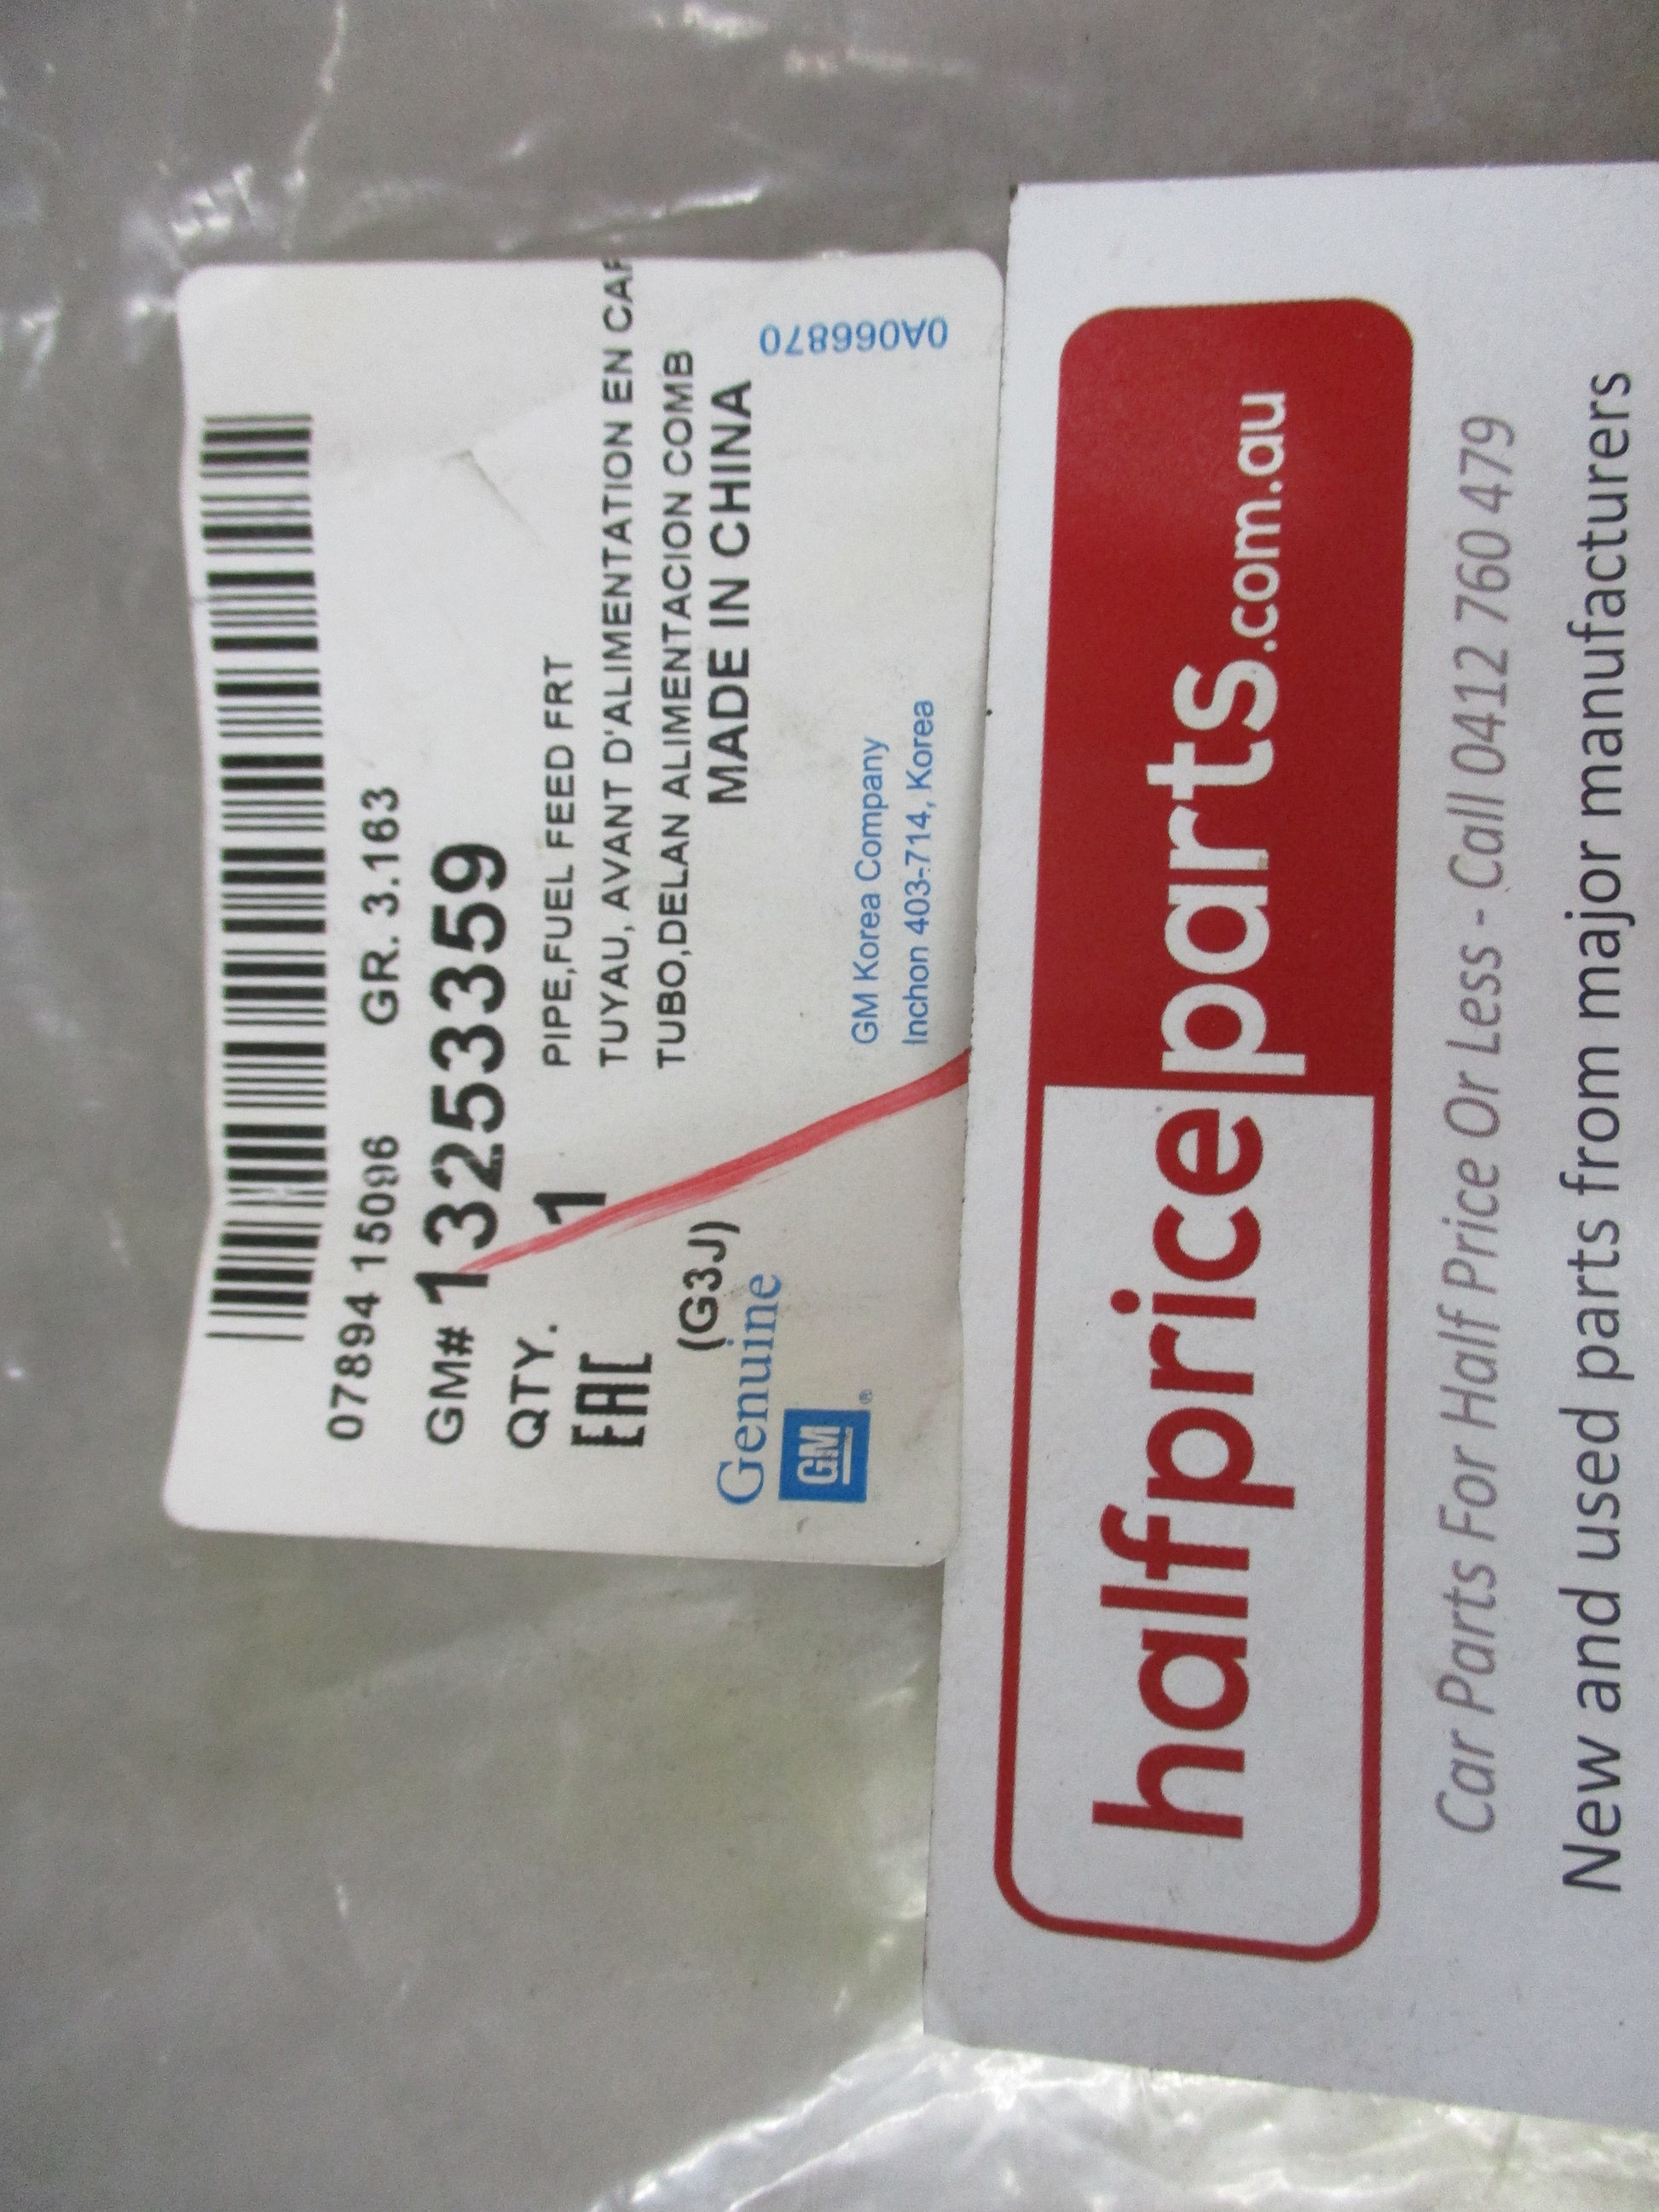 07894 15096 GR. 3.163
GM# 13253359
QTY. 1 PIPE,FUEL FEED FRT
EAC TUYAU, AVANT D'ALIMENTATION EN CAR
TUBO,DELAN ALIMENTACION COMB
(G3J) MADE IN CHINA
Genuine
GM ®
GM Korea Company
Inchon 403-714, Korea
0A066870
halfpriceparts.com.au
Car Parts For Half Price Or Less - Call 0412 760 479
New and used parts from major manufacturers